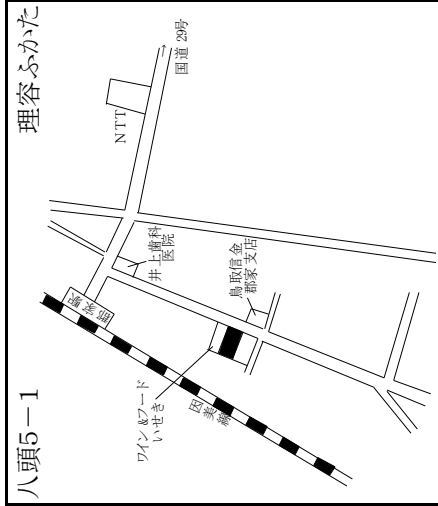 八頭5－1
理容ふかた
郡家駅
因美線
ワイン&フード
いせき
井上歯科
医院
鳥取信金
郡家支店
NTT
国道 29号
→